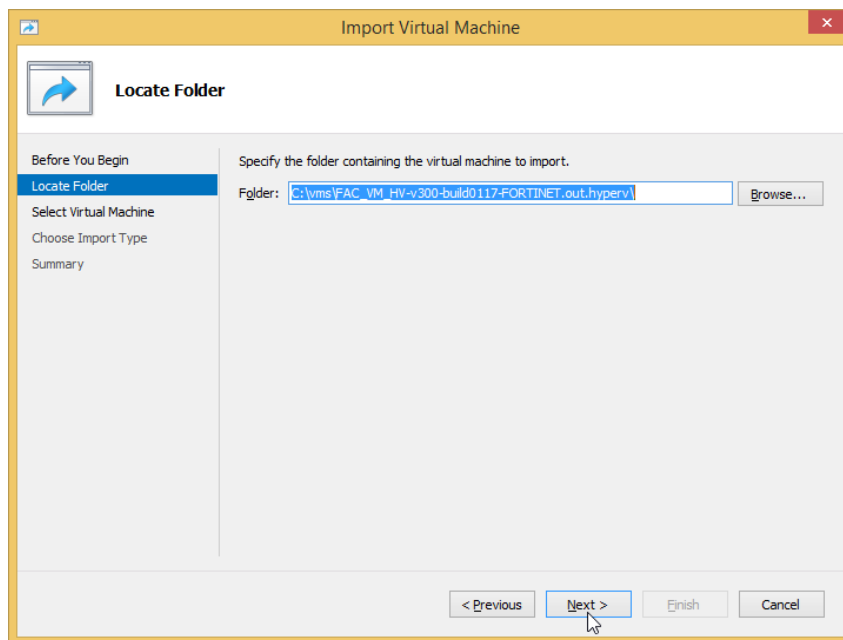 Import Virtual Machine
Locate Folder
Before You Begin
Locate Folder
Select Virtual Machine
Choose Import Type
Summary
Specify the folder containing the virtual machine to import.
Folder: C:\vms\FAC_VM_HV-v300-build0117-FORTINET.out.hyperv\ Browse...
< Previous Next > Finish Cancel